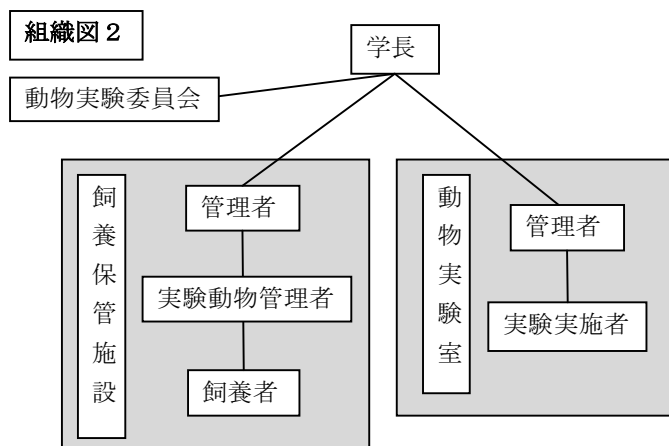 組織図２
学長
動物実験委員会
飼養保管施設
管理者
実験動物管理者
飼養者
動物実験室
管理者
実験実施者